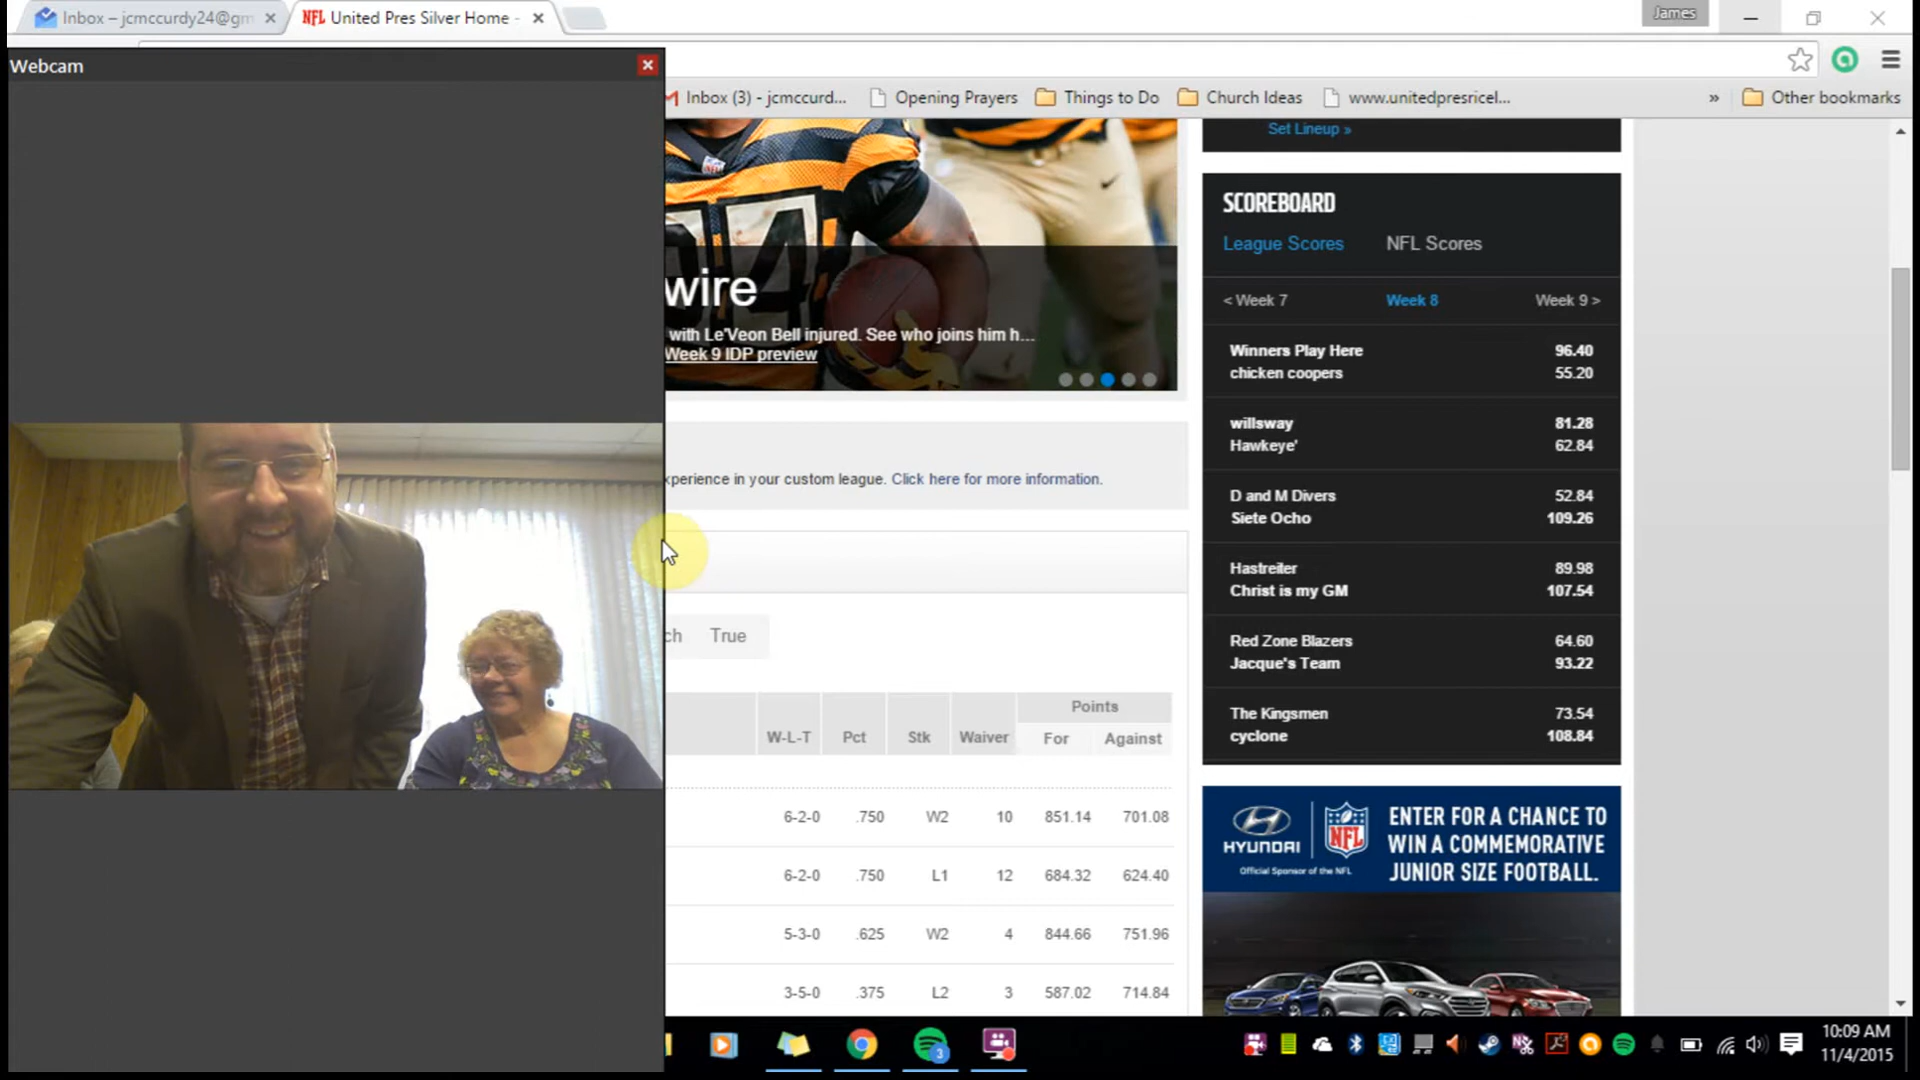 Inbox – jcmccurdy24@gm
NFL United Pres Silver Home -
James
Webcam
Inbox (3) - jcmccurd...
Opening Prayers
Things to Do
Church Ideas
www.unitedpresricel...
»
Other bookmarks
Set Lineup »
SCOREBOARD
League Scores NFL Scores
< Week 7 Week 8 Week 9 >
Winners Play Here 96.40
chicken coopers 55.20
willsway 81.28
Hawkeye' 62.84
D and M Divers 52.84
Siete Ocho 109.26
Hastreiter 89.98
Christ is my GM 107.54
Red Zone Blazers 64.60
Jacque's Team 93.22
The Kingsmen 73.54
cyclone 108.84
wire
with Le'Veon Bell injured. See who joins him h...
Week 9 IDP preview
xperience in your custom league. Click here for more information.
ch True
Points
W-L-T Pct Stk Waiver For Against
6-2-0 .750 W2 10 851.14 701.08
6-2-0 .750 L1 12 684.32 624.40
5-3-0 .625 W2 4 844.66 751.96
3-5-0 .375 L2 3 587.02 714.84
HYUNDAI NFL
Official Sponsor of the NFL
ENTER FOR A CHANCE TO
WIN A COMMEMORATIVE
JUNIOR SIZE FOOTBALL.
3
10:09 AM
11/4/2015